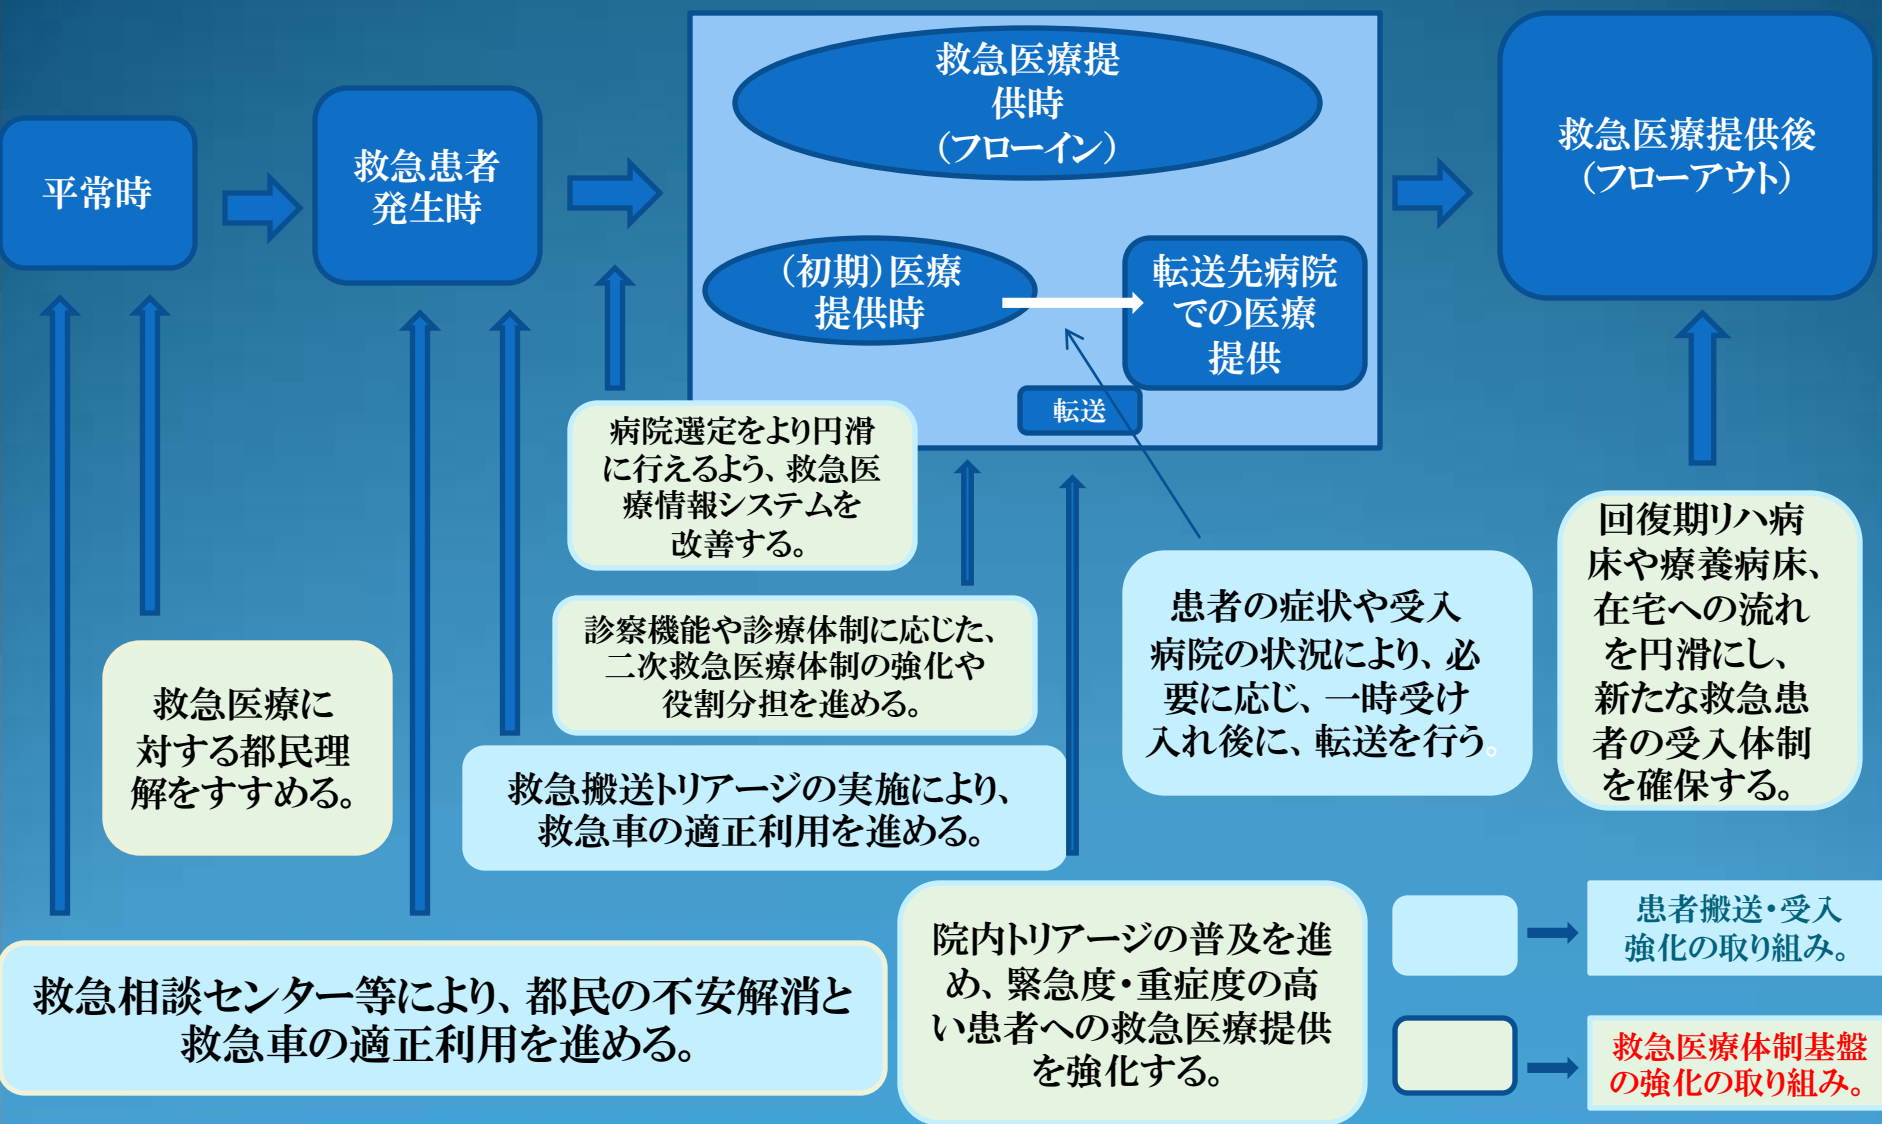 平常時
救急患者
発生時
救急医療提
供時
（フローイン）
（初期）医療
提供時
転送先病院
での医療
提供
転送
救急医療提供後
（フローアウト）
病院選定をより円滑
に行えるよう、救急医
療情報システムを
改善する。
診察機能や診療体制に応じた、
二次救急医療体制の強化や
役割分担を進める。
救急医療に
対する都民理
解をすすめる。
救急搬送トリアージの実施により、
救急車の適正利用を進める。
患者の症状や受入
病院の状況により、必
要に応じ、一時受け
入れ後に、転送を行う。
回復期リハ病
床や療養病床、
在宅への流れ
を円滑にし、
新たな救急患
者の受入体制
を確保する。
救急相談センター等により、都民の不安解消と
救急車の適正利用を進める。
院内トリアージの普及を進
め、緊急度・重症度の高
い患者への救急医療提供
を強化する。
患者搬送・受入
強化の取り組み。
救急医療体制基盤
の強化の取り組み。